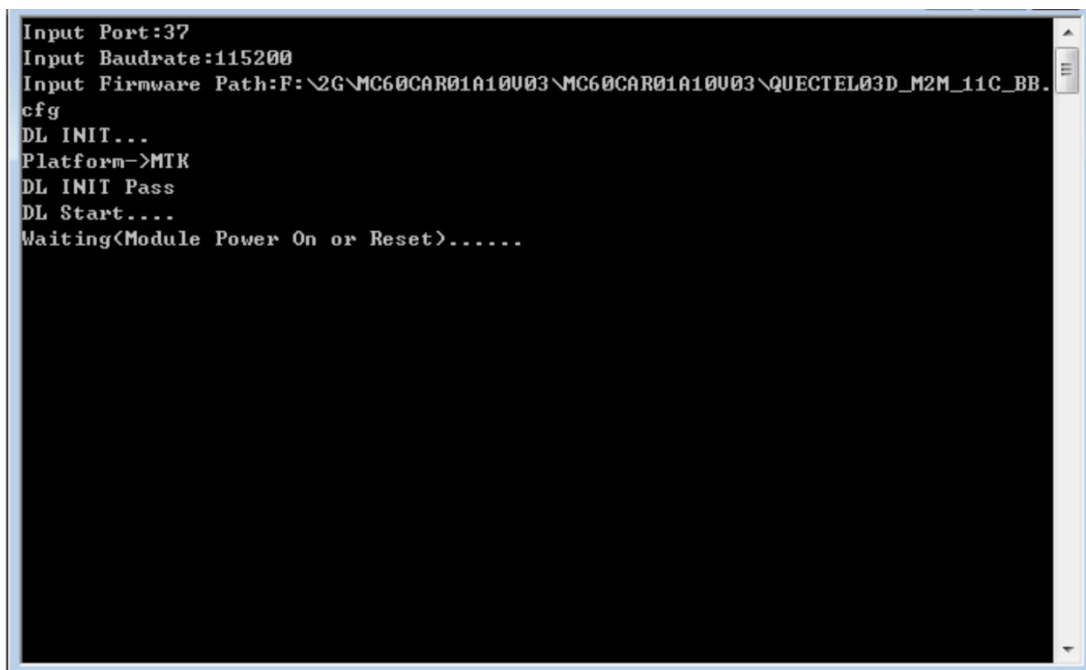 Input Port:37
Input Baudrate:115200
Input Firmware Path:F:\2G\MC60CAR01A10V03\MC60CAR01A10V03\QUECTEL03D_M2M_11C_BB.
cfg
DL INIT...
Platform->MTK
DL INIT Pass
DL Start....
Waiting(Module Power On or Reset)......